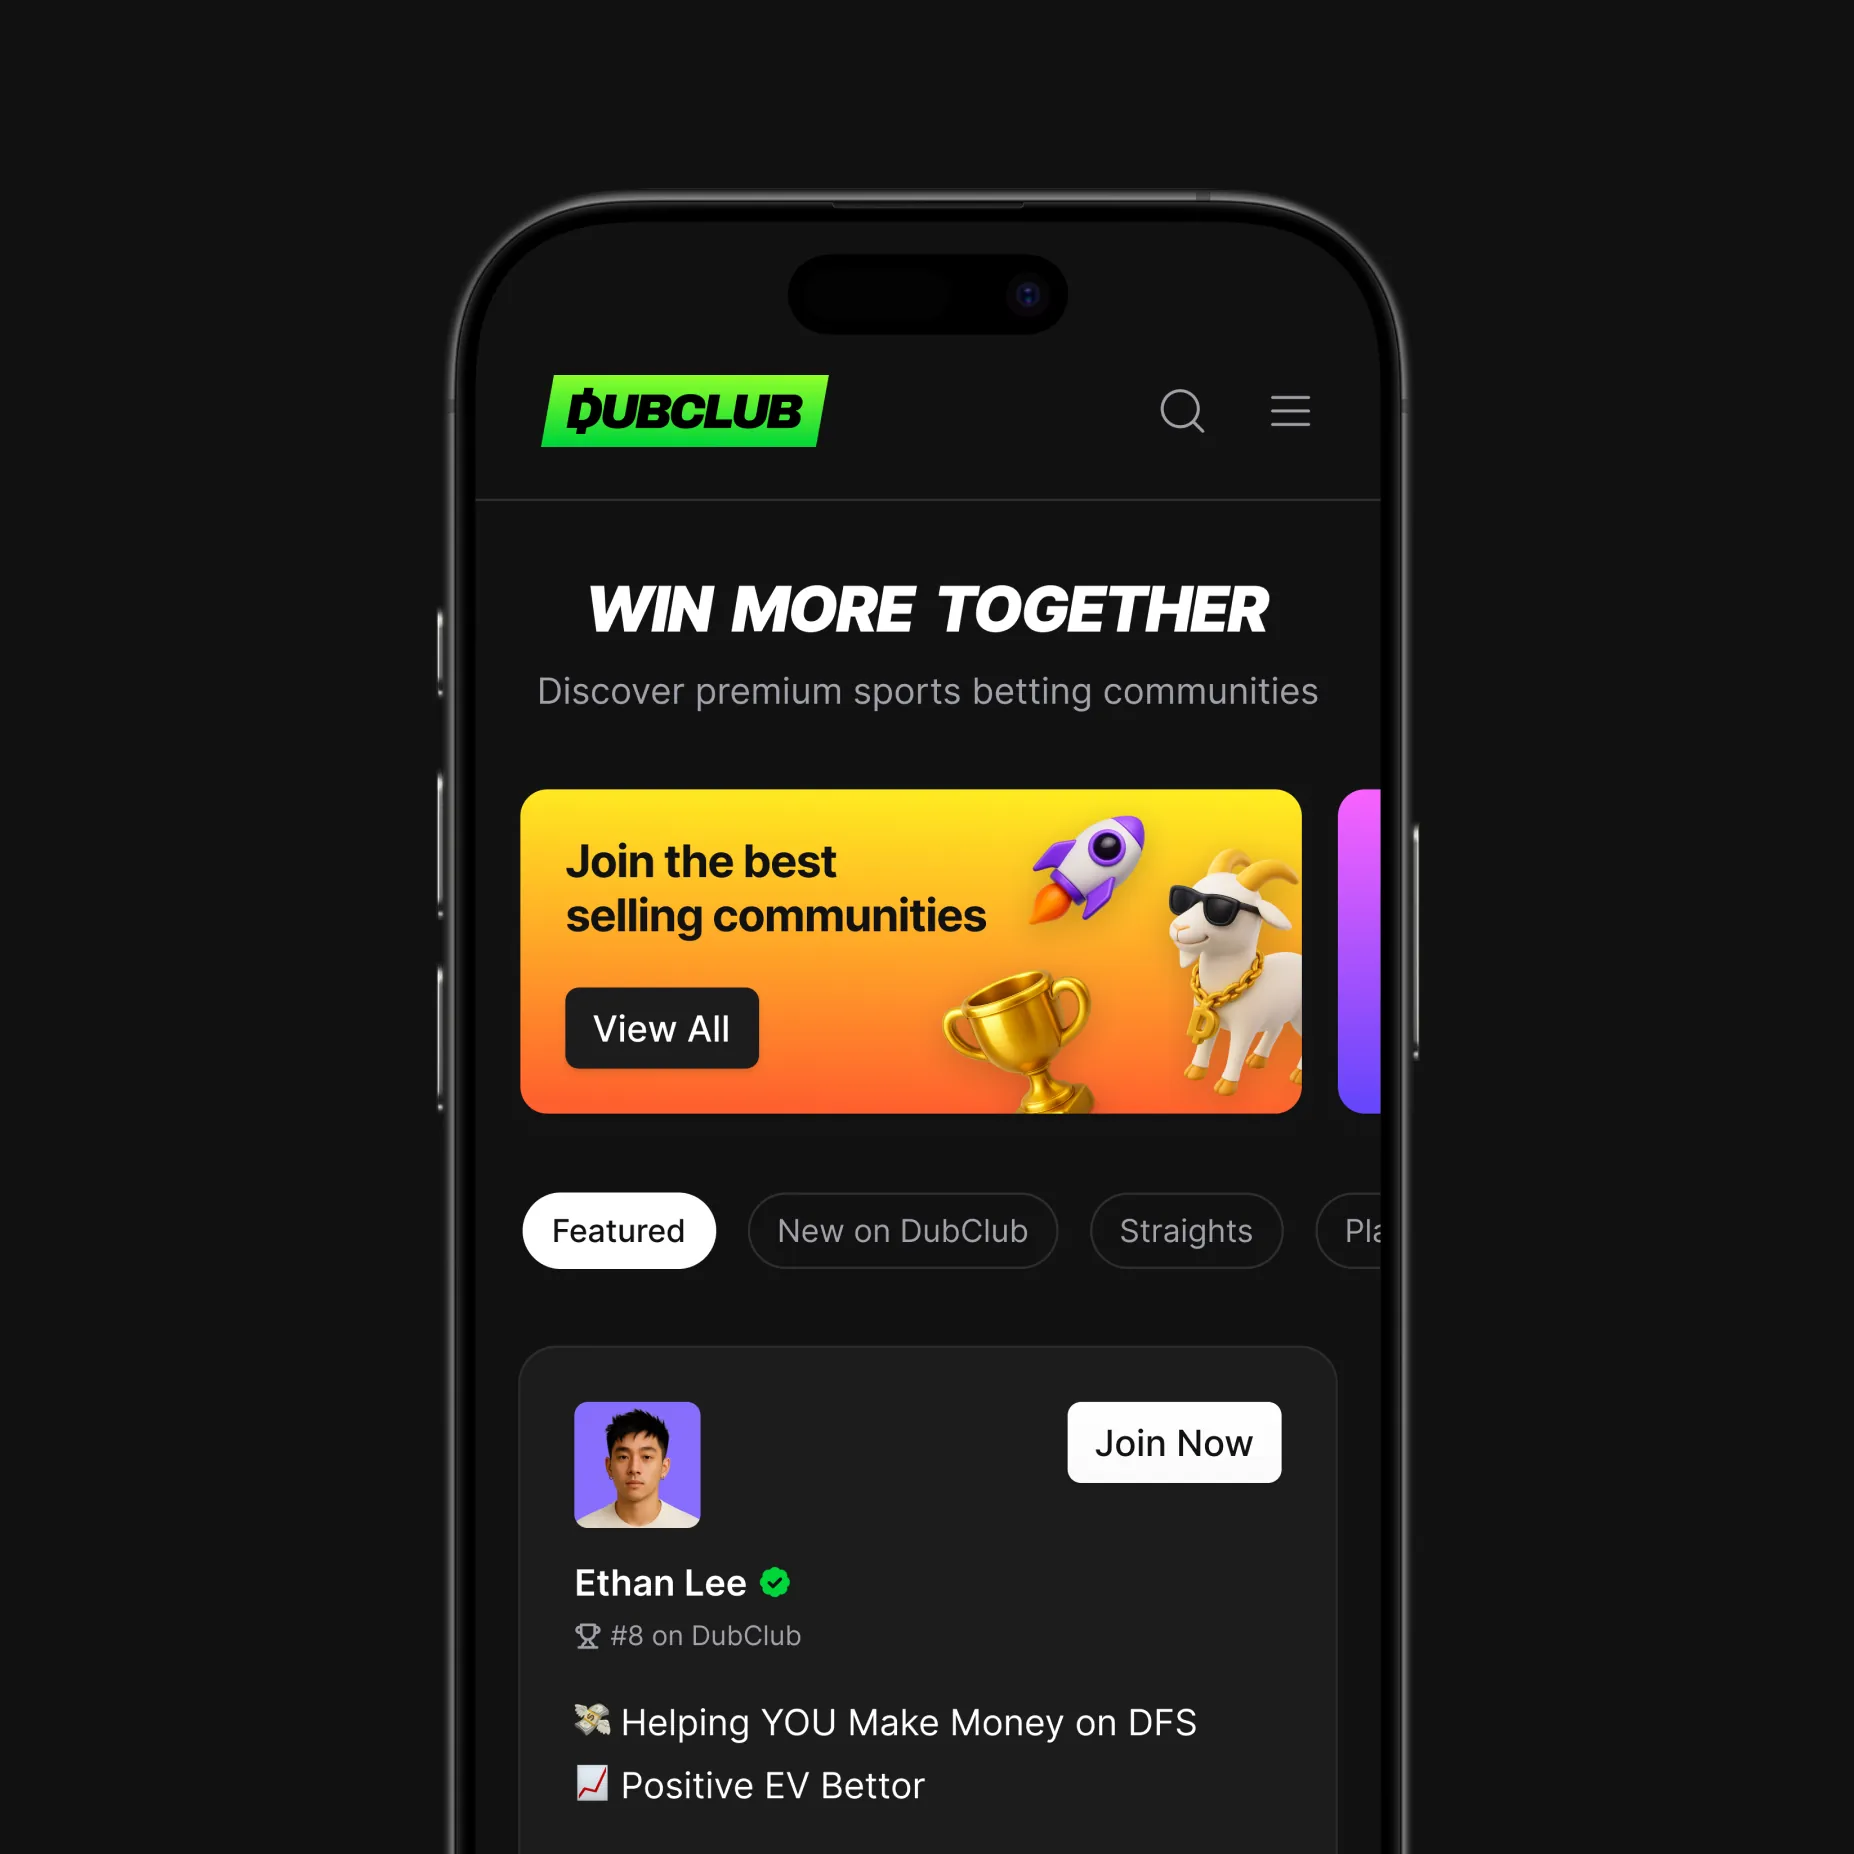 DUBCLUB
WIN MORE TOGETHER
Discover premium sports betting communities
Join the best
selling communities
View All
Featured
New on DubClub
Straights
Pla
Join Now
Ethan Lee
#8 on DubClub
💸 Helping YOU Make Money on DFS
📈 Positive EV Bettor